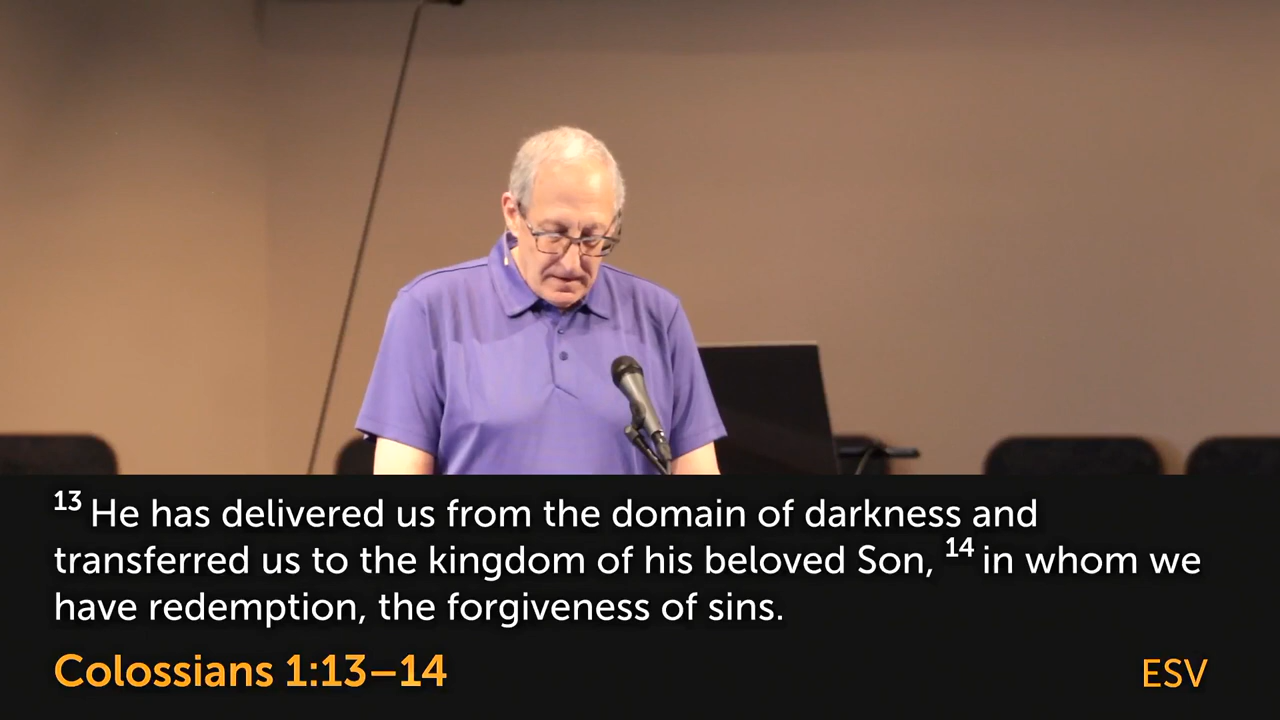 13 He has delivered us from the domain of darkness and
transferred us to the kingdom of his beloved Son, 14 in whom we
have redemption, the forgiveness of sins.
Colossians 1:13–14
ESV